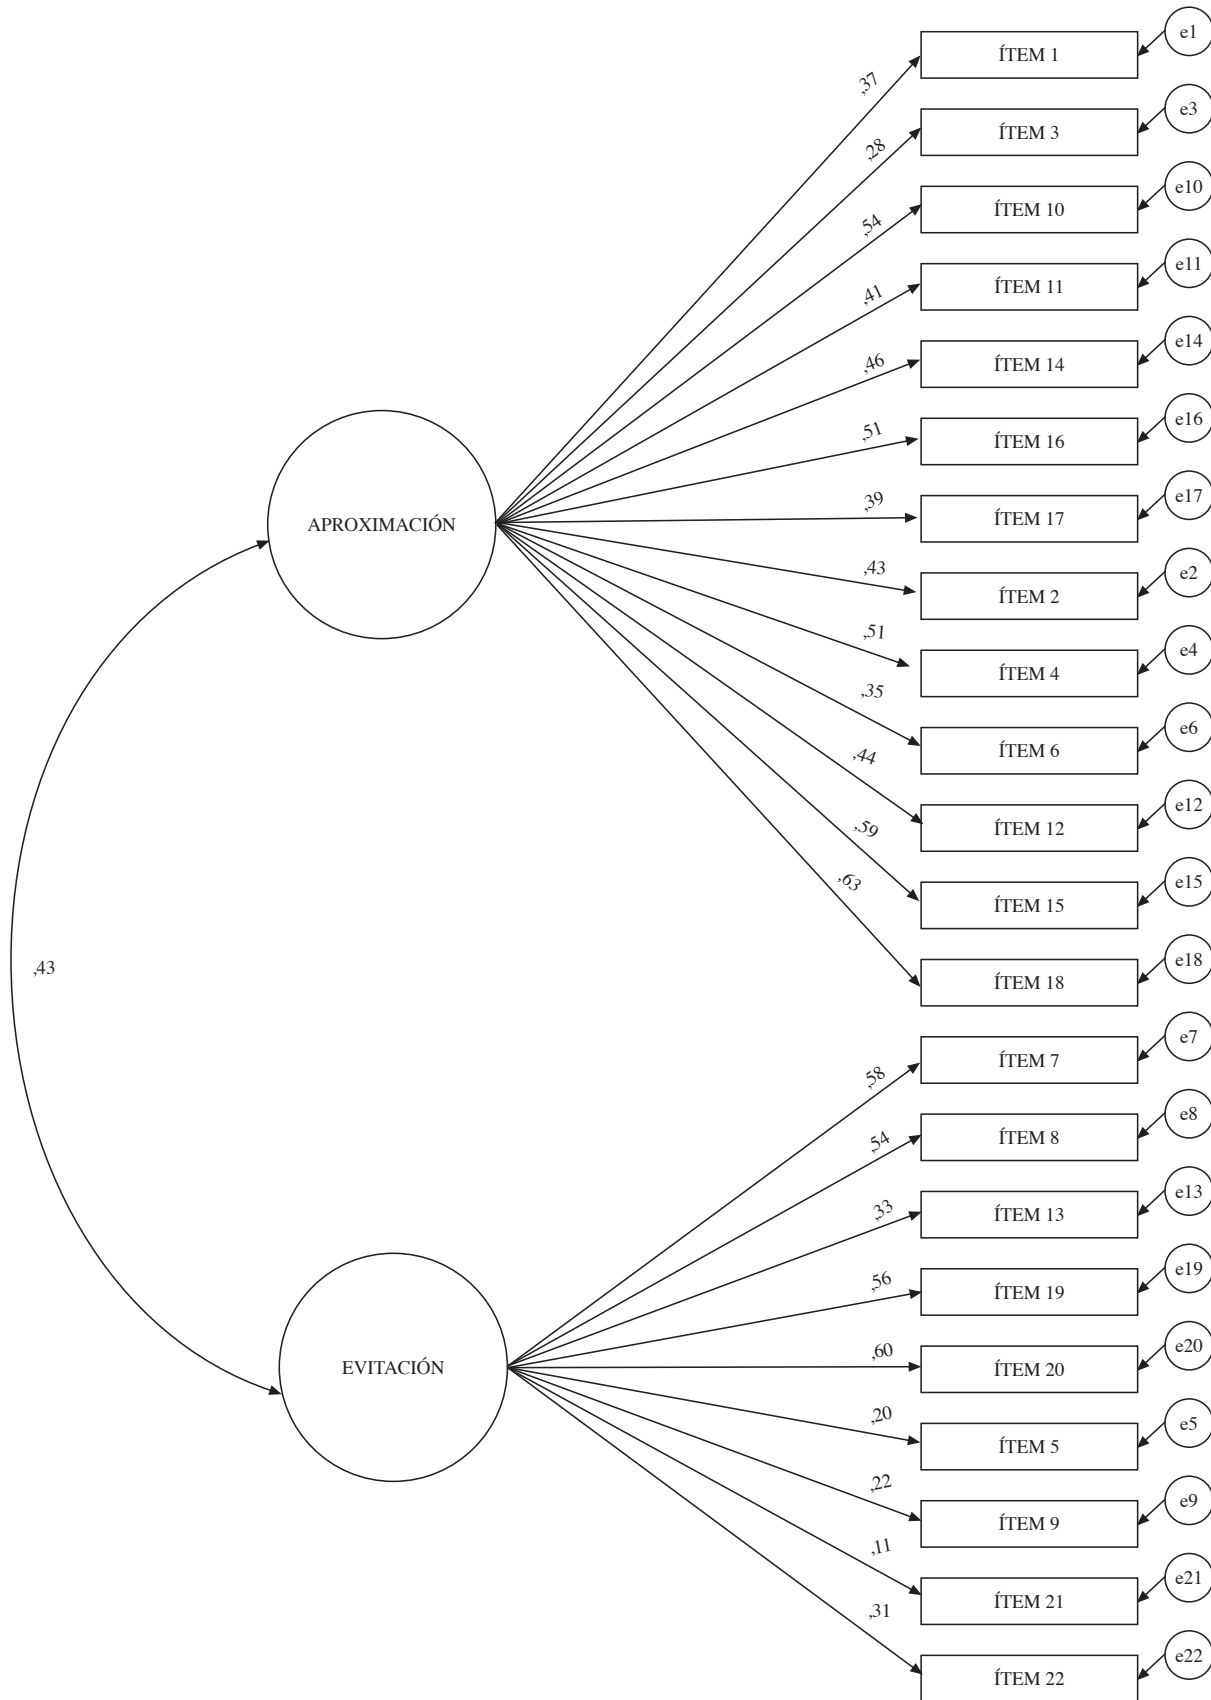 e1
ÍTEM 1
,37
e3
ÍTEM 3
,28
e10
ÍTEM 10
,54
e11
ÍTEM 11
,41
e14
ÍTEM 14
,46
e16
ÍTEM 16
,51
e17
ÍTEM 17
,39
APROXIMACIÓN
e2
ÍTEM 2
,43
e4
ÍTEM 4
,51
e6
ÍTEM 6
,35
e12
ÍTEM 12
,44
e15
ÍTEM 15
,59
e18
ÍTEM 18
,63
,43
e7
ÍTEM 7
,58
e8
ÍTEM 8
,54
e13
ÍTEM 13
,33
e19
ÍTEM 19
,56
e20
ÍTEM 20
,60
EVITACIÓN
e5
ÍTEM 5
,20
e9
ÍTEM 9
,22
e21
ÍTEM 21
,11
e22
ÍTEM 22
,31